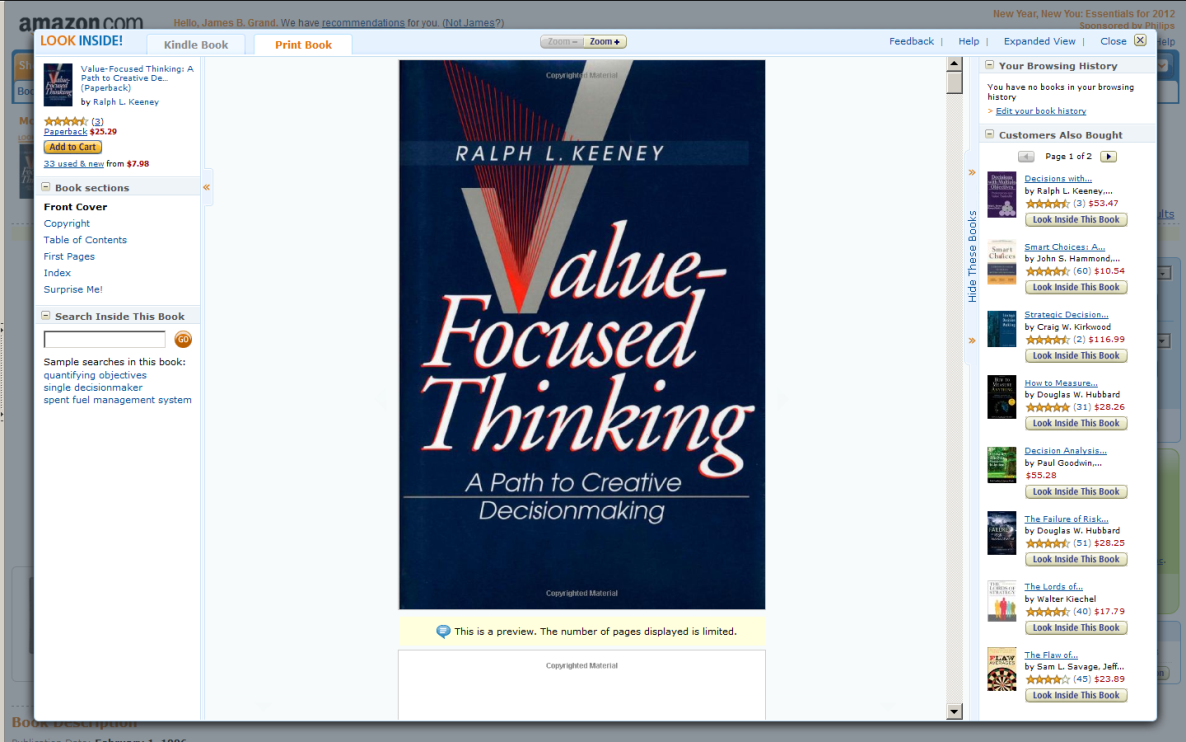 amazon.com
Hello, James B. Grand. We have recommendations for you. (Not James?)
New Year, New You: Essentials for 2012
Sponsored by Philips
LOOK INSIDE!
Kindle Book
Print Book
Zoom −
Zoom +
Feedback |
Help |
Expanded View |
Close
Help
Value-Focused Thinking: A
Path to Creative De...
(Paperback)
by Ralph L. Keeney
(3)
Paperback $25.29
Add to Cart
33 used & new from $7.98
Book sections
Front Cover
Copyright
Table of Contents
First Pages
Index
Surprise Me!
Search Inside This Book
GO
Sample searches in this book:
quantifying objectives
single decisionmaker
spent fuel management system
«
Copyrighted Material
RALPH L. KEENEY
Value-
Focused
Thinking
A Path to Creative
Decisionmaking
Copyrighted Material
This is a preview. The number of pages displayed is limited.
Copyrighted Material
»
Hide These Books
»
Your Browsing History
You have no books in your browsing
history
> Edit your book history
Customers Also Bought
Page 1 of 2
Decisions with...
by Ralph L. Keeney,...
(3) $53.47
Look Inside This Book
Smart Choices: A...
by John S. Hammond,...
(60) $10.54
Look Inside This Book
Strategic Decision...
by Craig W. Kirkwood
(2) $116.99
Look Inside This Book
How to Measure...
by Douglas W. Hubbard
(31) $28.26
Look Inside This Book
Decision Analysis...
by Paul Goodwin,...
$55.28
Look Inside This Book
The Failure of Risk...
by Douglas W. Hubbard
(51) $28.25
Look Inside This Book
The Lords of...
by Walter Kiechel
(40) $17.79
Look Inside This Book
The Flaw of...
by Sam L. Savage, Jeff...
(45) $23.89
Look Inside This Book
Book Description